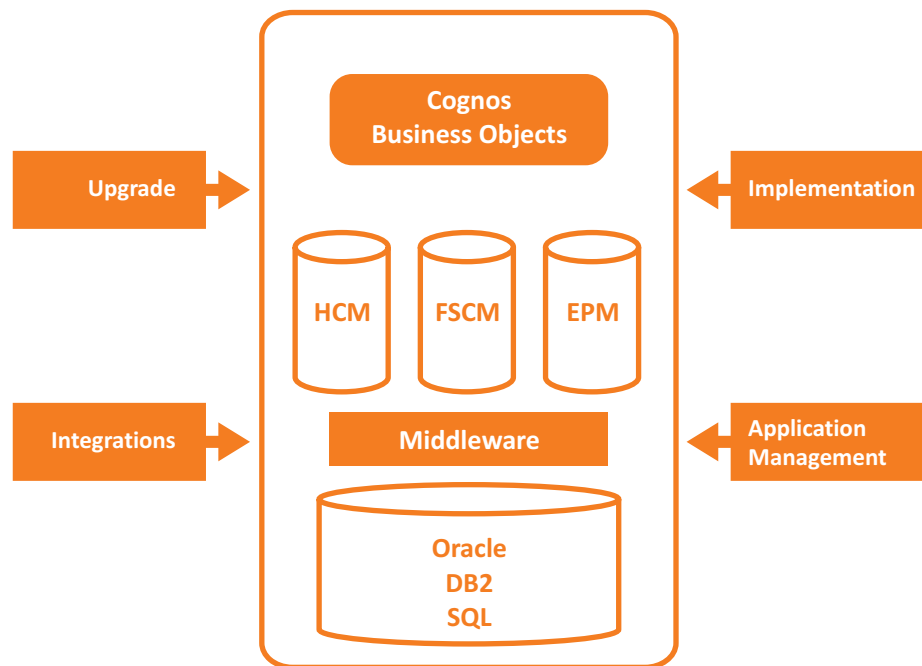 Cognos
Business Objects
Upgrade
Implementation
HCM
FSCM
EPM
Integrations
Middleware
Application
Management
Oracle
DB2
SQL